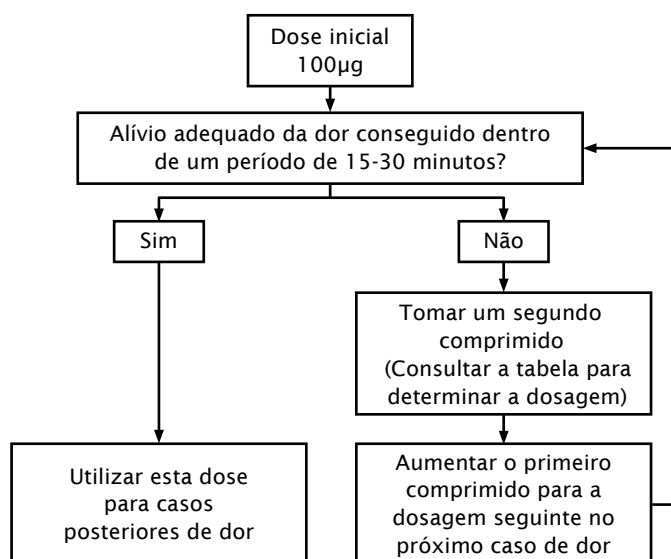 Dose inicial
100µg
Alívio adequado da dor conseguido dentro
de um período de 15-30 minutos?
Sim
Não
Tomar um segundo
comprimido
(Consultar a tabela para
determinar a dosagem)
Utilizar esta dose
para casos
posteriores de dor
Aumentar o primeiro
comprimido para a
dosagem seguinte no
próximo caso de dor